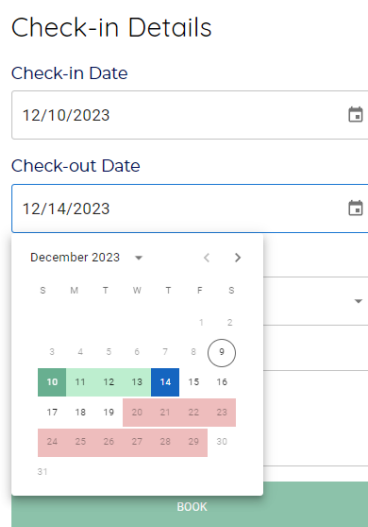 Check-in Details
Check-in Date
12/10/2023
Check-out Date
12/14/2023
December 2023
S M T W T F S
1 2
3 4 5 6 7 8 9
10 11 12 13 14 15 16
17 18 19 20 21 22 23
24 25 26 27 28 29 30
31
BOOK